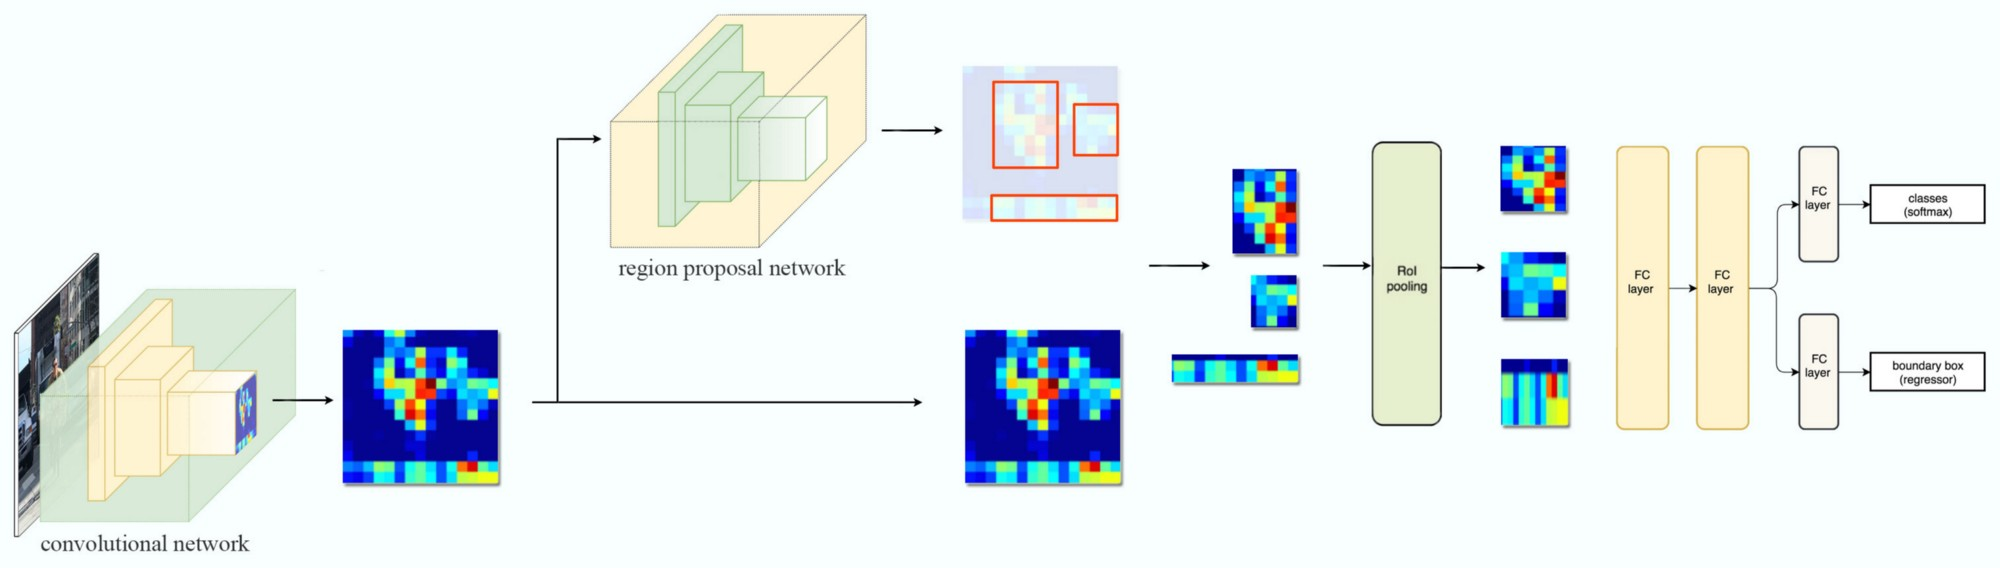 convolutional network
region proposal network
RoI
pooling
FC
layer
FC
layer
FC
layer
classes
(softmax)
FC
layer
boundary box
(regressor)